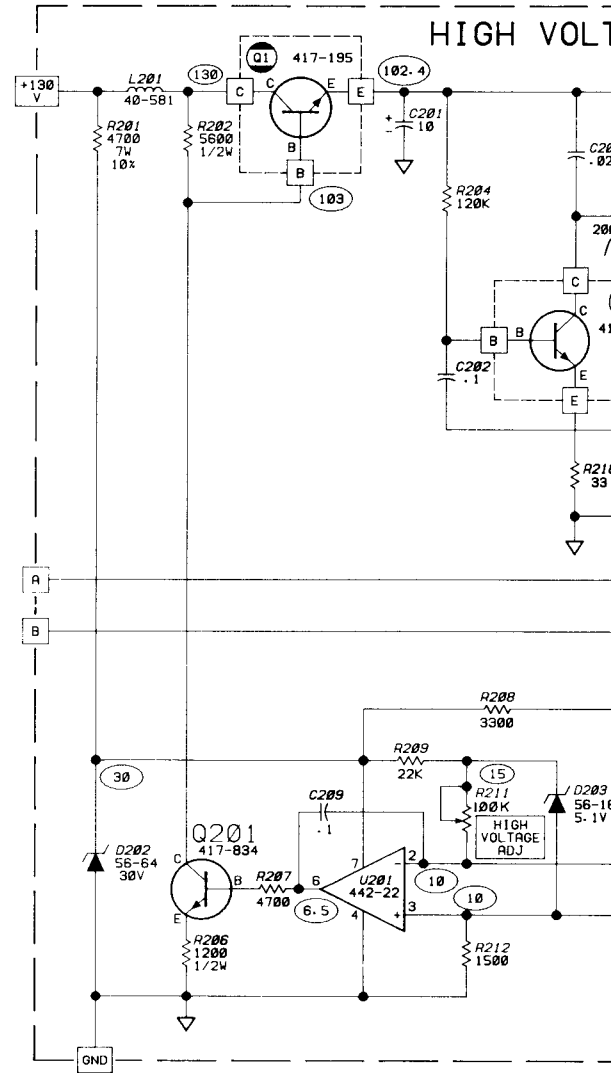 HIGH VOLT
+130
V
L201
40-581
130
Q1
417-195
C
C
E
E
102.4
C201
10
+
-
R201
4700
7W
10%
R202
5600
1/2W
B
B
103
R204
120K
.02
200
C
C
B
B
E
E
C202
.1
33
A
B
R208
3300
30
R209
22K
15
C209
.1
R211
100K
HIGH
VOLTAGE
ADJ
D203
5.1V
Q201
417-834
D202
56-64
30V
C
B
E
R207
4700
6
6.5
7
4
U201
442-22
-
2
+
3
10
10
R206
1200
1/2W
R212
1500
GND